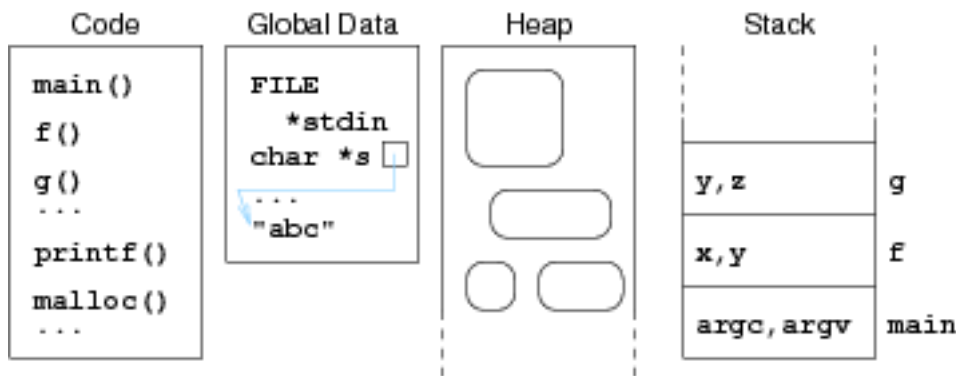 Code
main()
f()
g()
...
printf()
malloc()
...
Global Data
FILE
*stdin
char *s
...
"abc"
Heap
Stack
y,z g
x,y f
argc,argv main